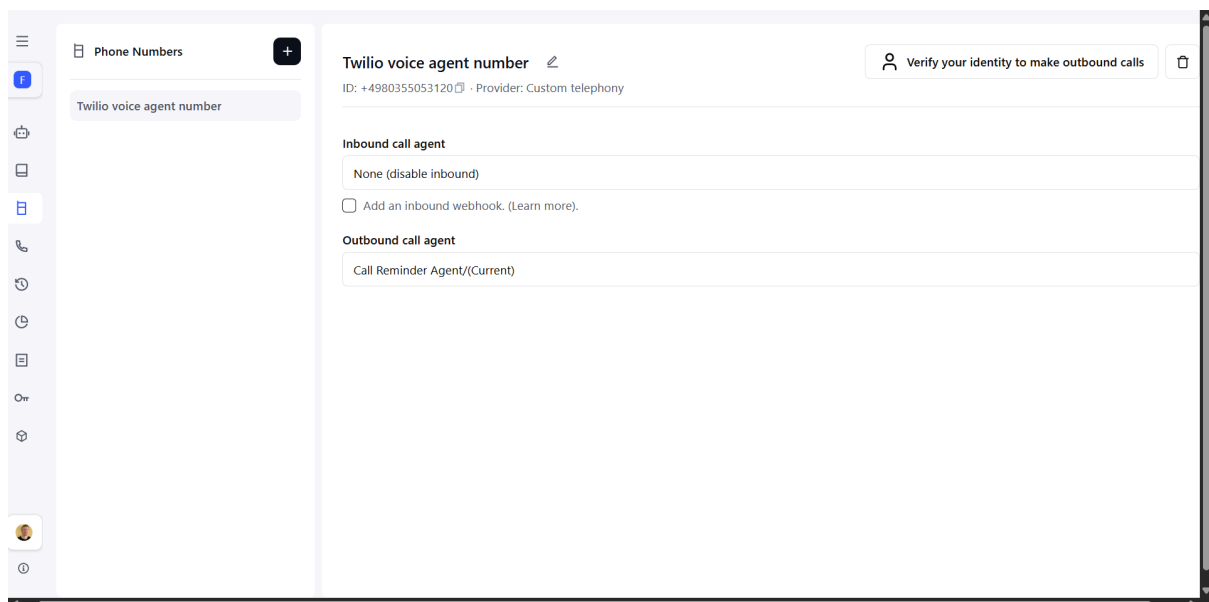 F
Phone Numbers
+
Twilio voice agent number
Twilio voice agent number
Verify your identity to make outbound calls
ID: +4980355053120 · Provider: Custom telephony
Inbound call agent
None (disable inbound)
Add an inbound webhook. (Learn more).
Outbound call agent
Call Reminder Agent/(Current)